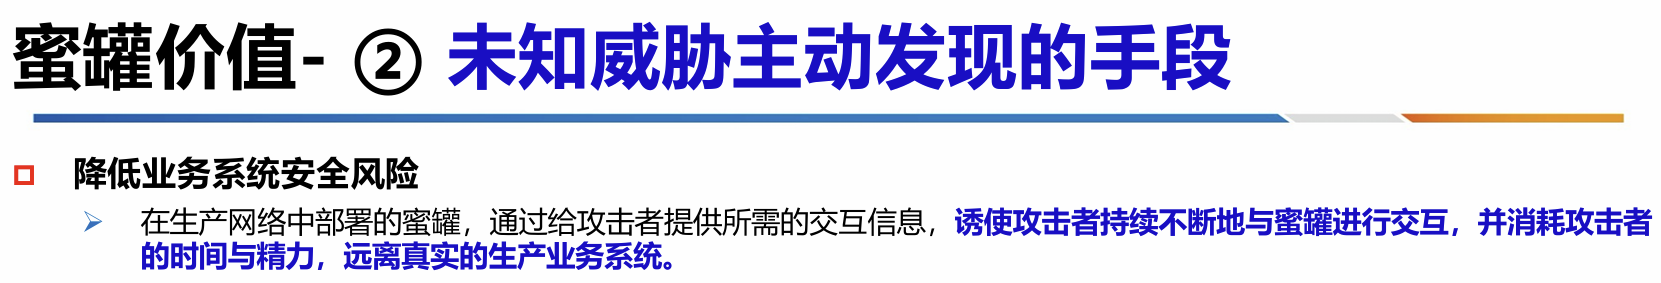 蜜罐价值- ② 未知威胁主动发现的手段
降低业务系统安全风险
在生产网络中部署的蜜罐，通过给攻击者提供所需的交互信息，诱使攻击者持续不断地与蜜罐进行交互，并消耗攻击者
的时间与精力，远离真实的生产业务系统。